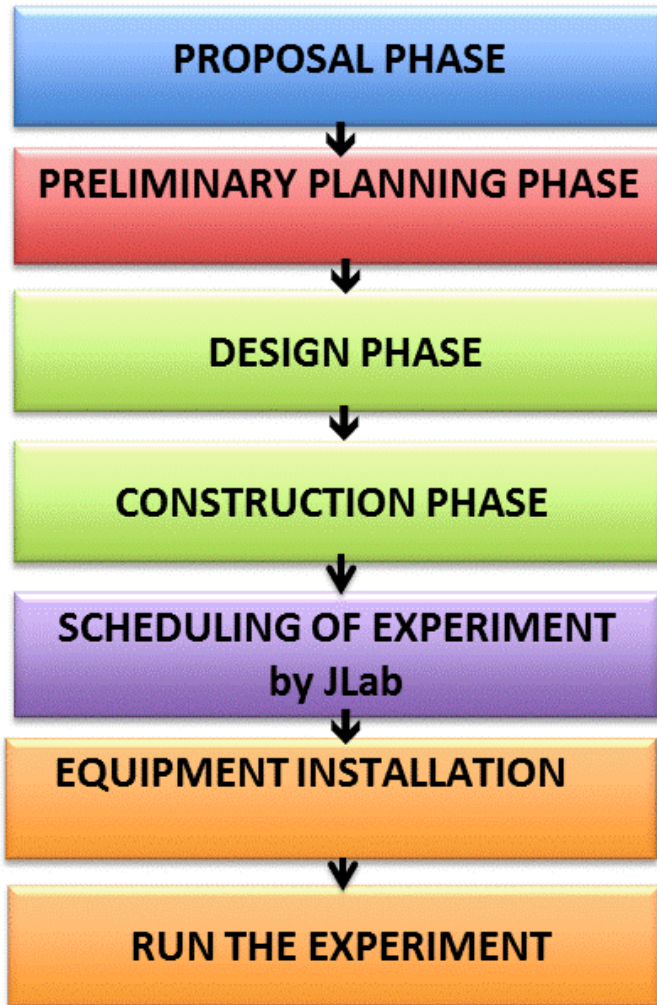 PROPOSAL PHASE
PRELIMINARY PLANNING PHASE
DESIGN PHASE
CONSTRUCTION PHASE
SCHEDULING OF EXPERIMENT
by JLab
EQUIPMENT INSTALLATION
RUN THE EXPERIMENT